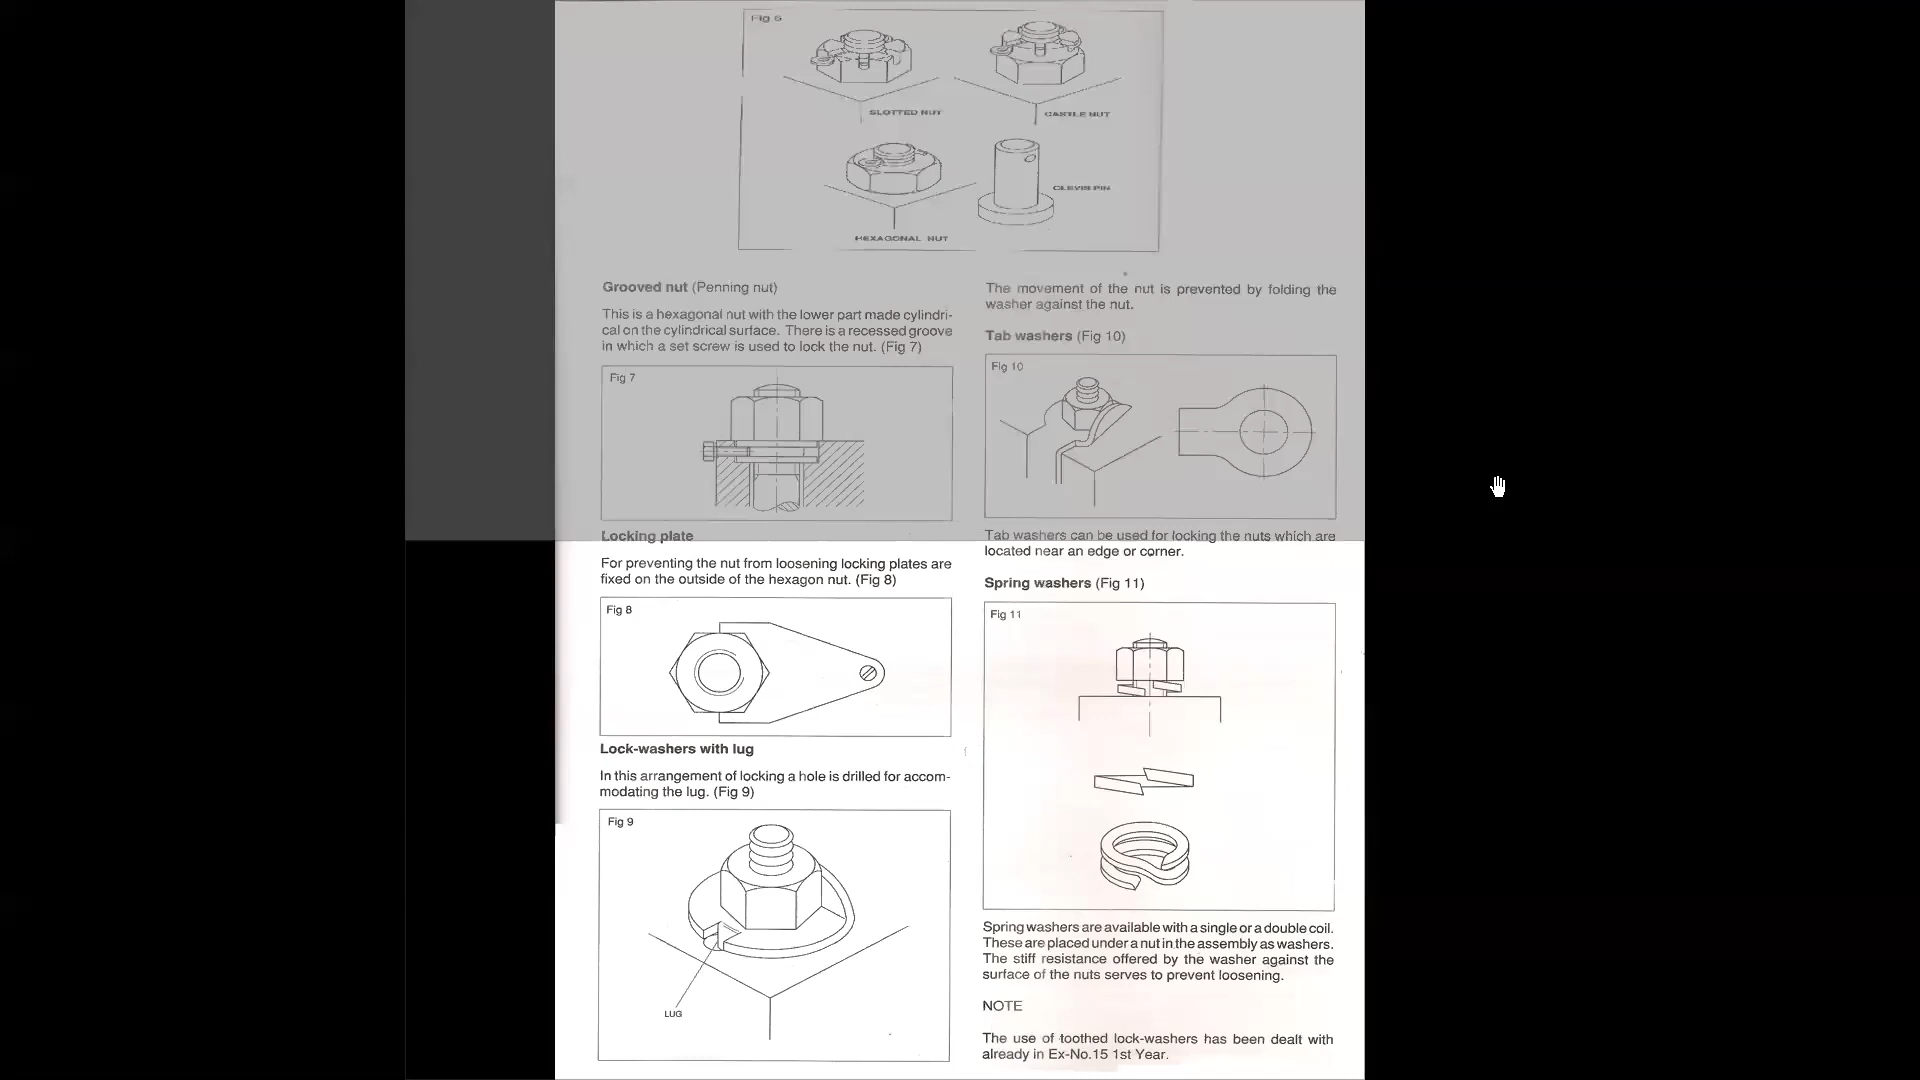 Fig 6
SLOTTED NUT
CASTLE NUT
CLEVIS PIN
HEXAGONAL NUT
Grooved nut (Penning nut)
This is a hexagonal nut with the lower part made cylindri-
cal on the cylindrical surface. There is a recessed groove
in which a set screw is used to lock the nut. (Fig 7)
Fig 7
Locking plate
For preventing the nut from loosening locking plates are
fixed on the outside of the hexagon nut. (Fig 8)
Fig 8
Lock-washers with lug
In this arrangement of locking a hole is drilled for accom-
modating the lug. (Fig 9)
Fig 9
LUG
The movement of the nut is prevented by folding the
washer against the nut.
Tab washers (Fig 10)
Fig 10
Tab washers can be used for locking the nuts which are
located near an edge or corner.
Spring washers (Fig 11)
Fig 11
Spring washers are available with a single or a double coil.
These are placed under a nut in the assembly as washers.
The stiff resistance offered by the washer against the
surface of the nuts serves to prevent loosening.
NOTE
The use of toothed lock-washers has been dealt with
already in Ex-No.15 1st Year.